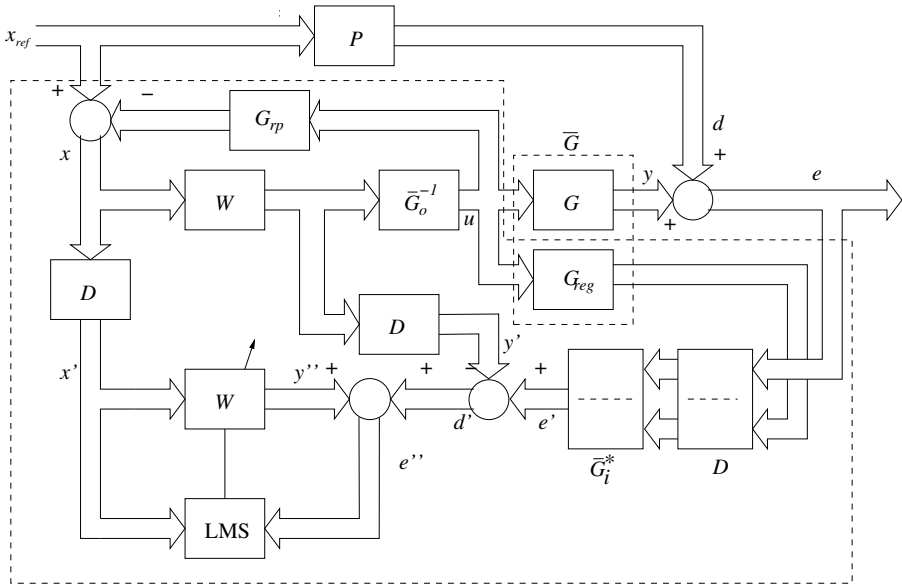 x_ref
P
+
−
G_rp
d
x
Ḡ
+
y
e
W
Ḡ_o^-1
u
G
+
D
G_reg
D
y'
x'
y''
+
+
−
+
W
d'
e'
e''
Ḡ_i^*
D
LMS